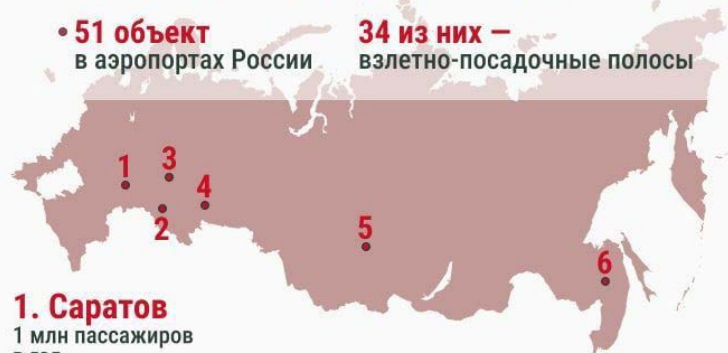 • 51 объект
в аэропортах России
34 из них —
взлетно-посадочные полосы
1
3
4
2
5
6
1. Саратов
1 млн пассажиров